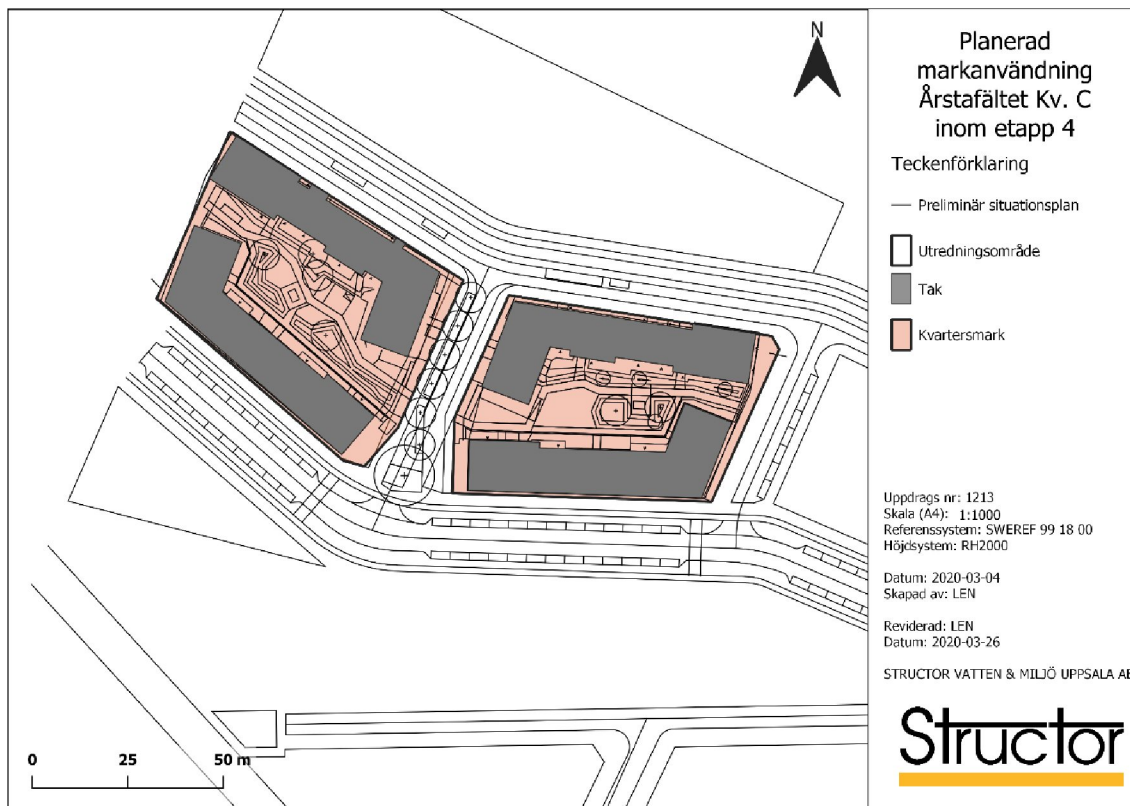 N
Planerad
markanvändning
Årstafältet Kv. C
inom etapp 4
Teckenförklaring
Preliminär situationsplan
Utredningsområde
Tak
Kvartersmark
Uppdrags nr: 1213
Skala (A4): 1:1000
Referenssystem: SWEREF 99 18 00
Höjdsystem: RH2000
Datum: 2020-03-04
Skapad av: LEN
Reviderad: LEN
Datum: 2020-03-26
STRUCTOR VATTEN & MILJÖ UPPSALA AB
Structor
0 25 50 m